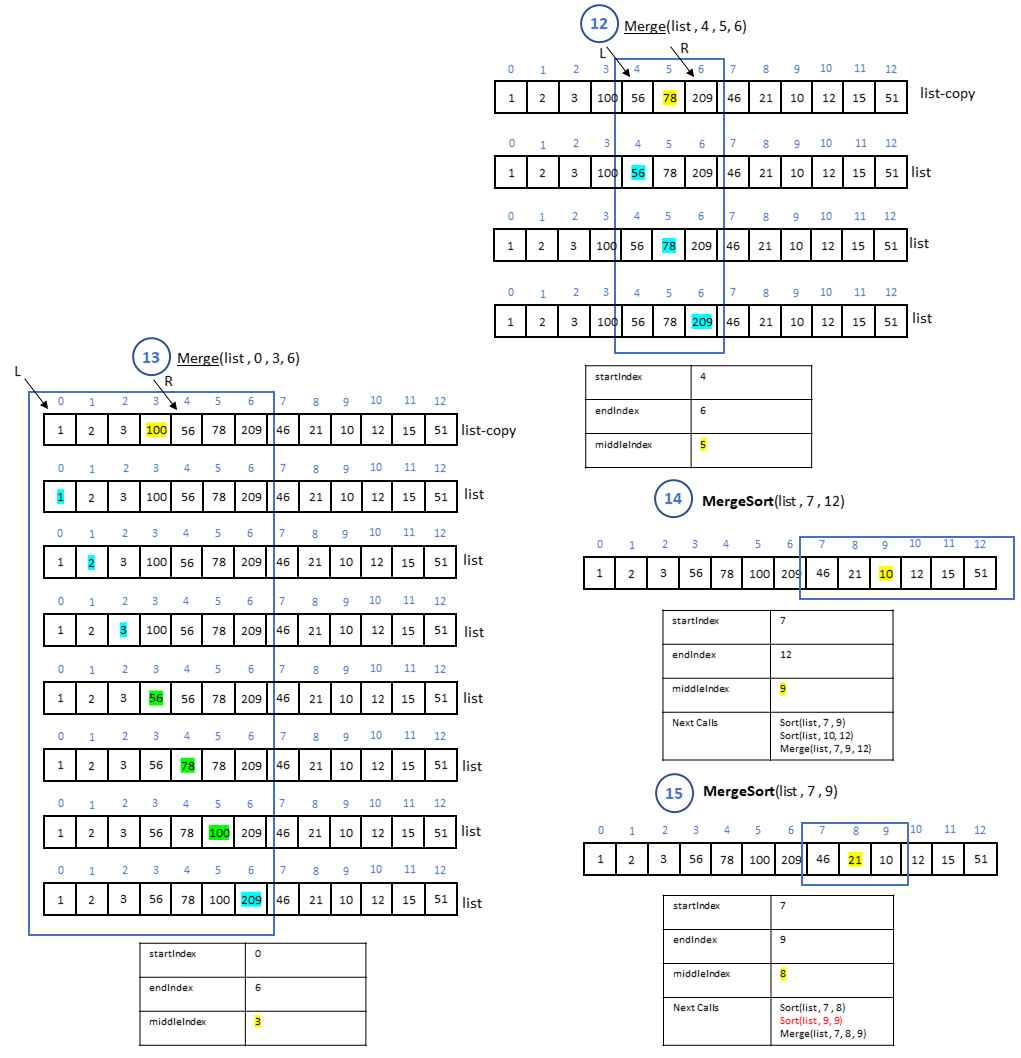 12 Merge(list , 4 , 5, 6)
L R
0 1 2 3 4 5 6 7 8 9 10 11 12
1 2 3 100 56 78 209 46 21 10 12 15 51 list-copy
0 1 2 3 4 5 6 7 8 9 10 11 12
1 2 3 100 56 78 209 46 21 10 12 15 51 list
0 1 2 3 4 5 6 7 8 9 10 11 12
1 2 3 100 56 78 209 46 21 10 12 15 51 list
0 1 2 3 4 5 6 7 8 9 10 11 12
1 2 3 100 56 78 209 46 21 10 12 15 51 list
startIndex 4
endIndex 6
middleIndex 5
13 Merge(list , 0 , 3, 6)
L R
0 1 2 3 4 5 6 7 8 9 10 11 12
1 2 3 100 56 78 209 46 21 10 12 15 51 list-copy
0 1 2 3 4 5 6 7 8 9 10 11 12
1 2 3 100 56 78 209 46 21 10 12 15 51 list
0 1 2 3 4 5 6 7 8 9 10 11 12
1 2 3 100 56 78 209 46 21 10 12 15 51 list
0 1 2 3 4 5 6 7 8 9 10 11 12
1 2 3 100 56 78 209 46 21 10 12 15 51 list
0 1 2 3 4 5 6 7 8 9 10 11 12
1 2 3 56 56 78 209 46 21 10 12 15 51 list
0 1 2 3 4 5 6 7 8 9 10 11 12
1 2 3 56 78 78 209 46 21 10 12 15 51 list
0 1 2 3 4 5 6 7 8 9 10 11 12
1 2 3 56 78 100 209 46 21 10 12 15 51 list
0 1 2 3 4 5 6 7 8 9 10 11 12
1 2 3 56 78 100 209 46 21 10 12 15 51 list
startIndex 0
endIndex 6
middleIndex 3
14 MergeSort(list , 7 , 12)
0 1 2 3 4 5 6 7 8 9 10 11 12
1 2 3 56 78 100 209 46 21 10 12 15 51
startIndex 7
endIndex 12
middleIndex 9
Next Calls Sort(list , 7 , 9)
Sort(list, 10, 12)
Merge(list, 7, 9, 12)
15 MergeSort(list , 7 , 9)
0 1 2 3 4 5 6 7 8 9 10 11 12
1 2 3 56 78 100 209 46 21 10 12 15 51
startIndex 7
endIndex 9
middleIndex 8
Next Calls Sort(list , 7 , 8)
Sort(list, 9, 9)
Merge(list, 7, 8, 9)